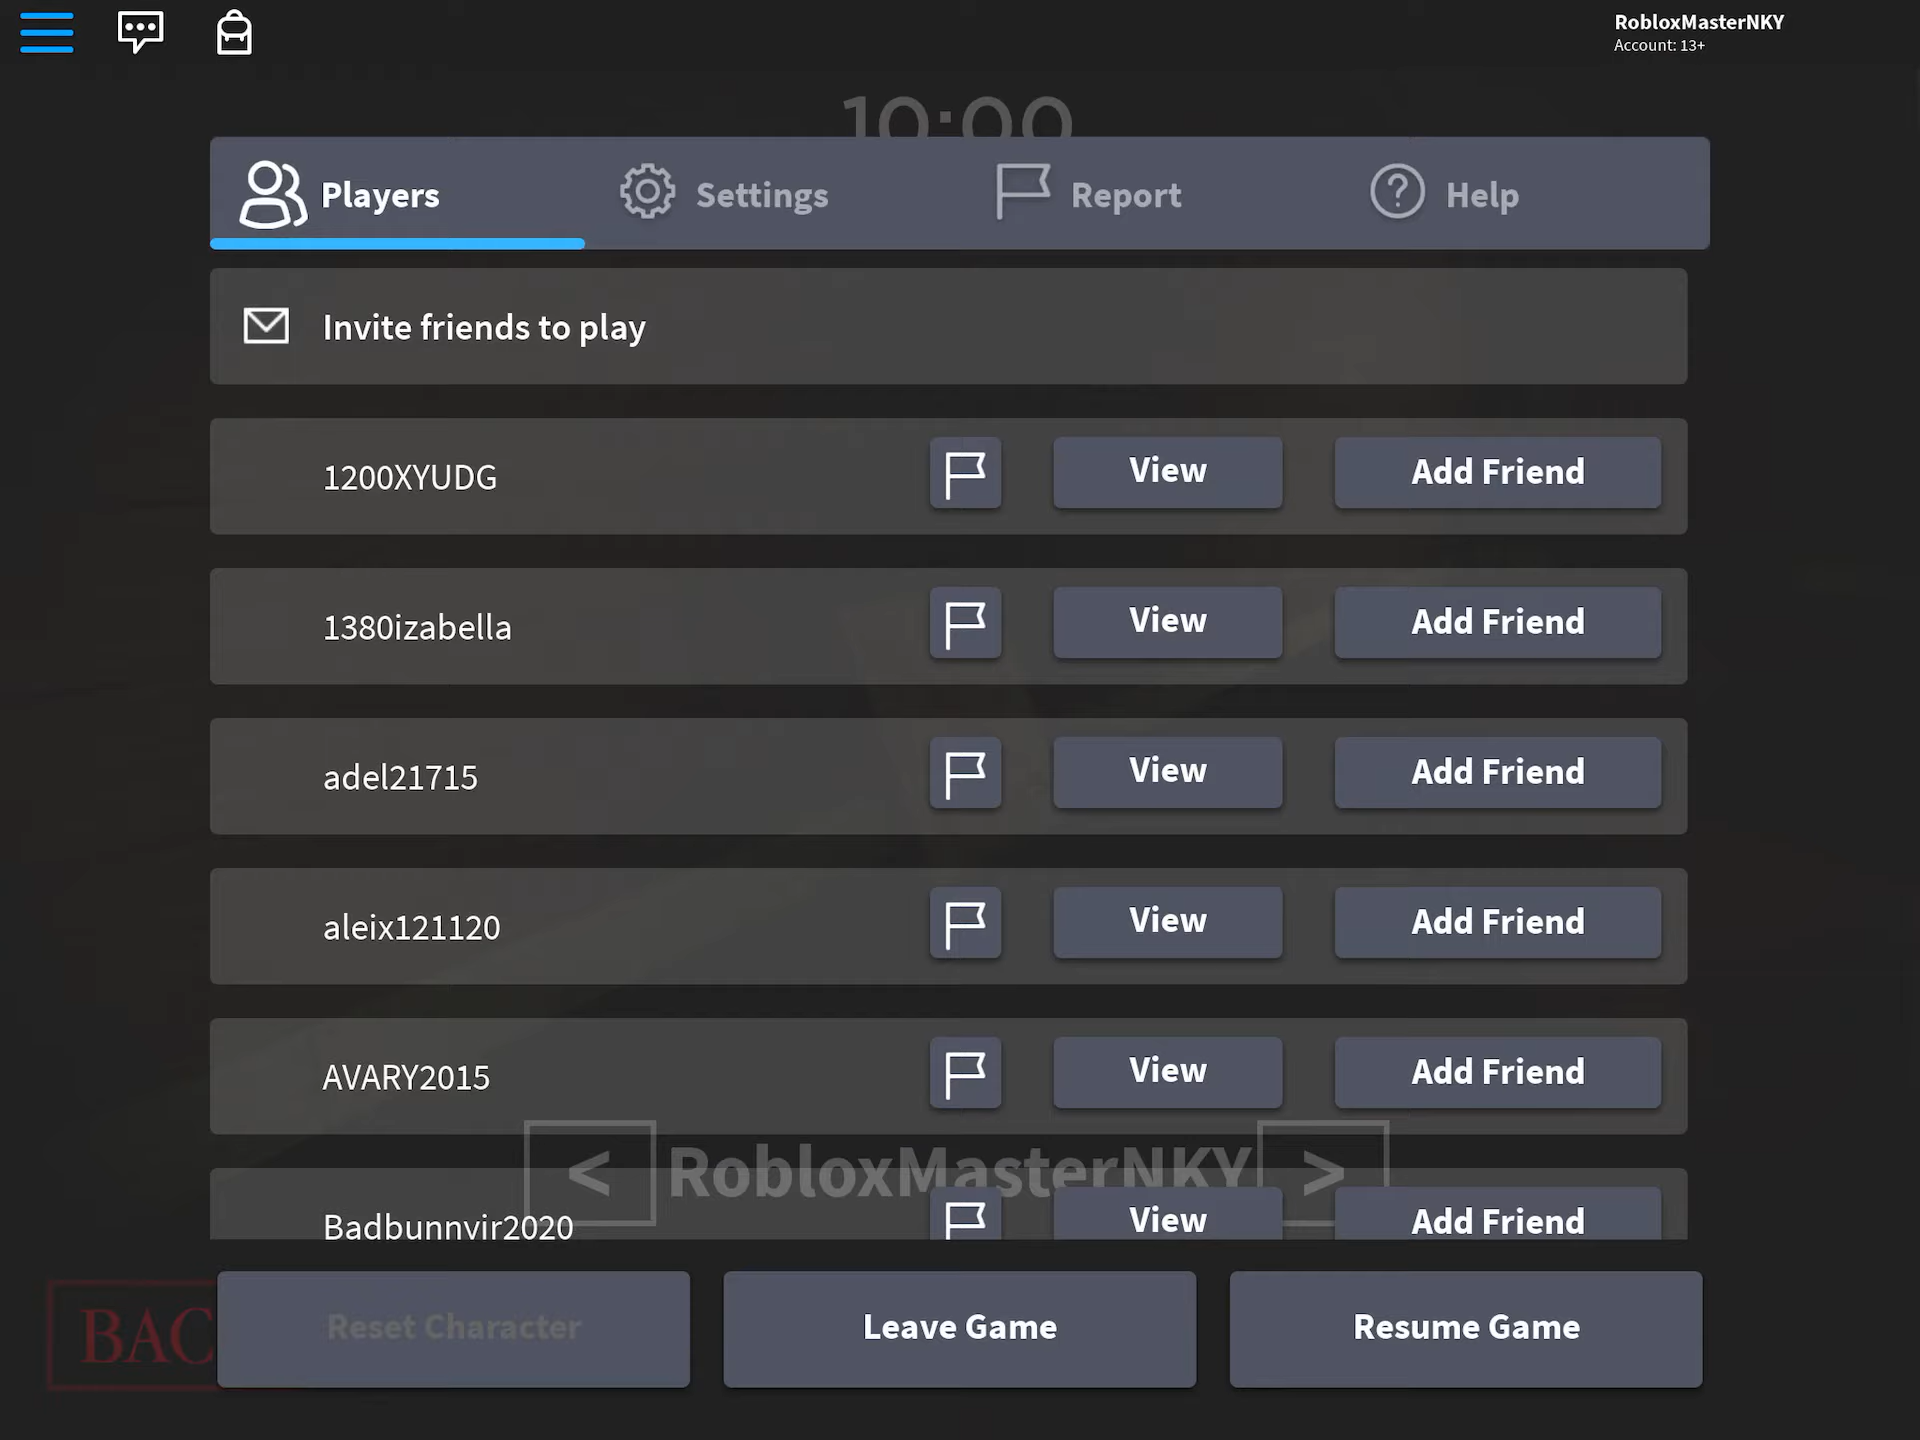 RobloxMasterNKY
Account: 13+
10:00
Players
Settings
Report
Help
Invite friends to play
1200XYUDG
View
Add Friend
1380izabella
View
Add Friend
adel21715
View
Add Friend
aleix121120
View
Add Friend
AVARY2015
View
Add Friend
< RobloxMasterNKY >
Badbunnvir2020
View
Add Friend
BAC
Reset Character
Leave Game
Resume Game